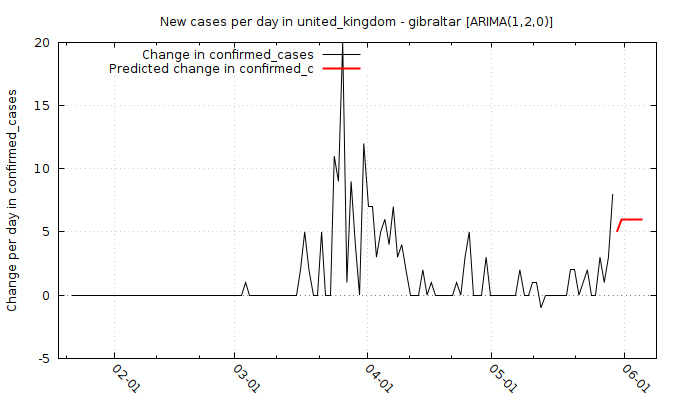 New cases per day in united_kingdom - gibraltar [ARIMA(1,2,0)]
Change in confirmed_cases
Predicted change in confirmed_c
Change per day in confirmed_cases
20
15
10
5
0
-5
02-01
03-01
04-01
05-01
06-01